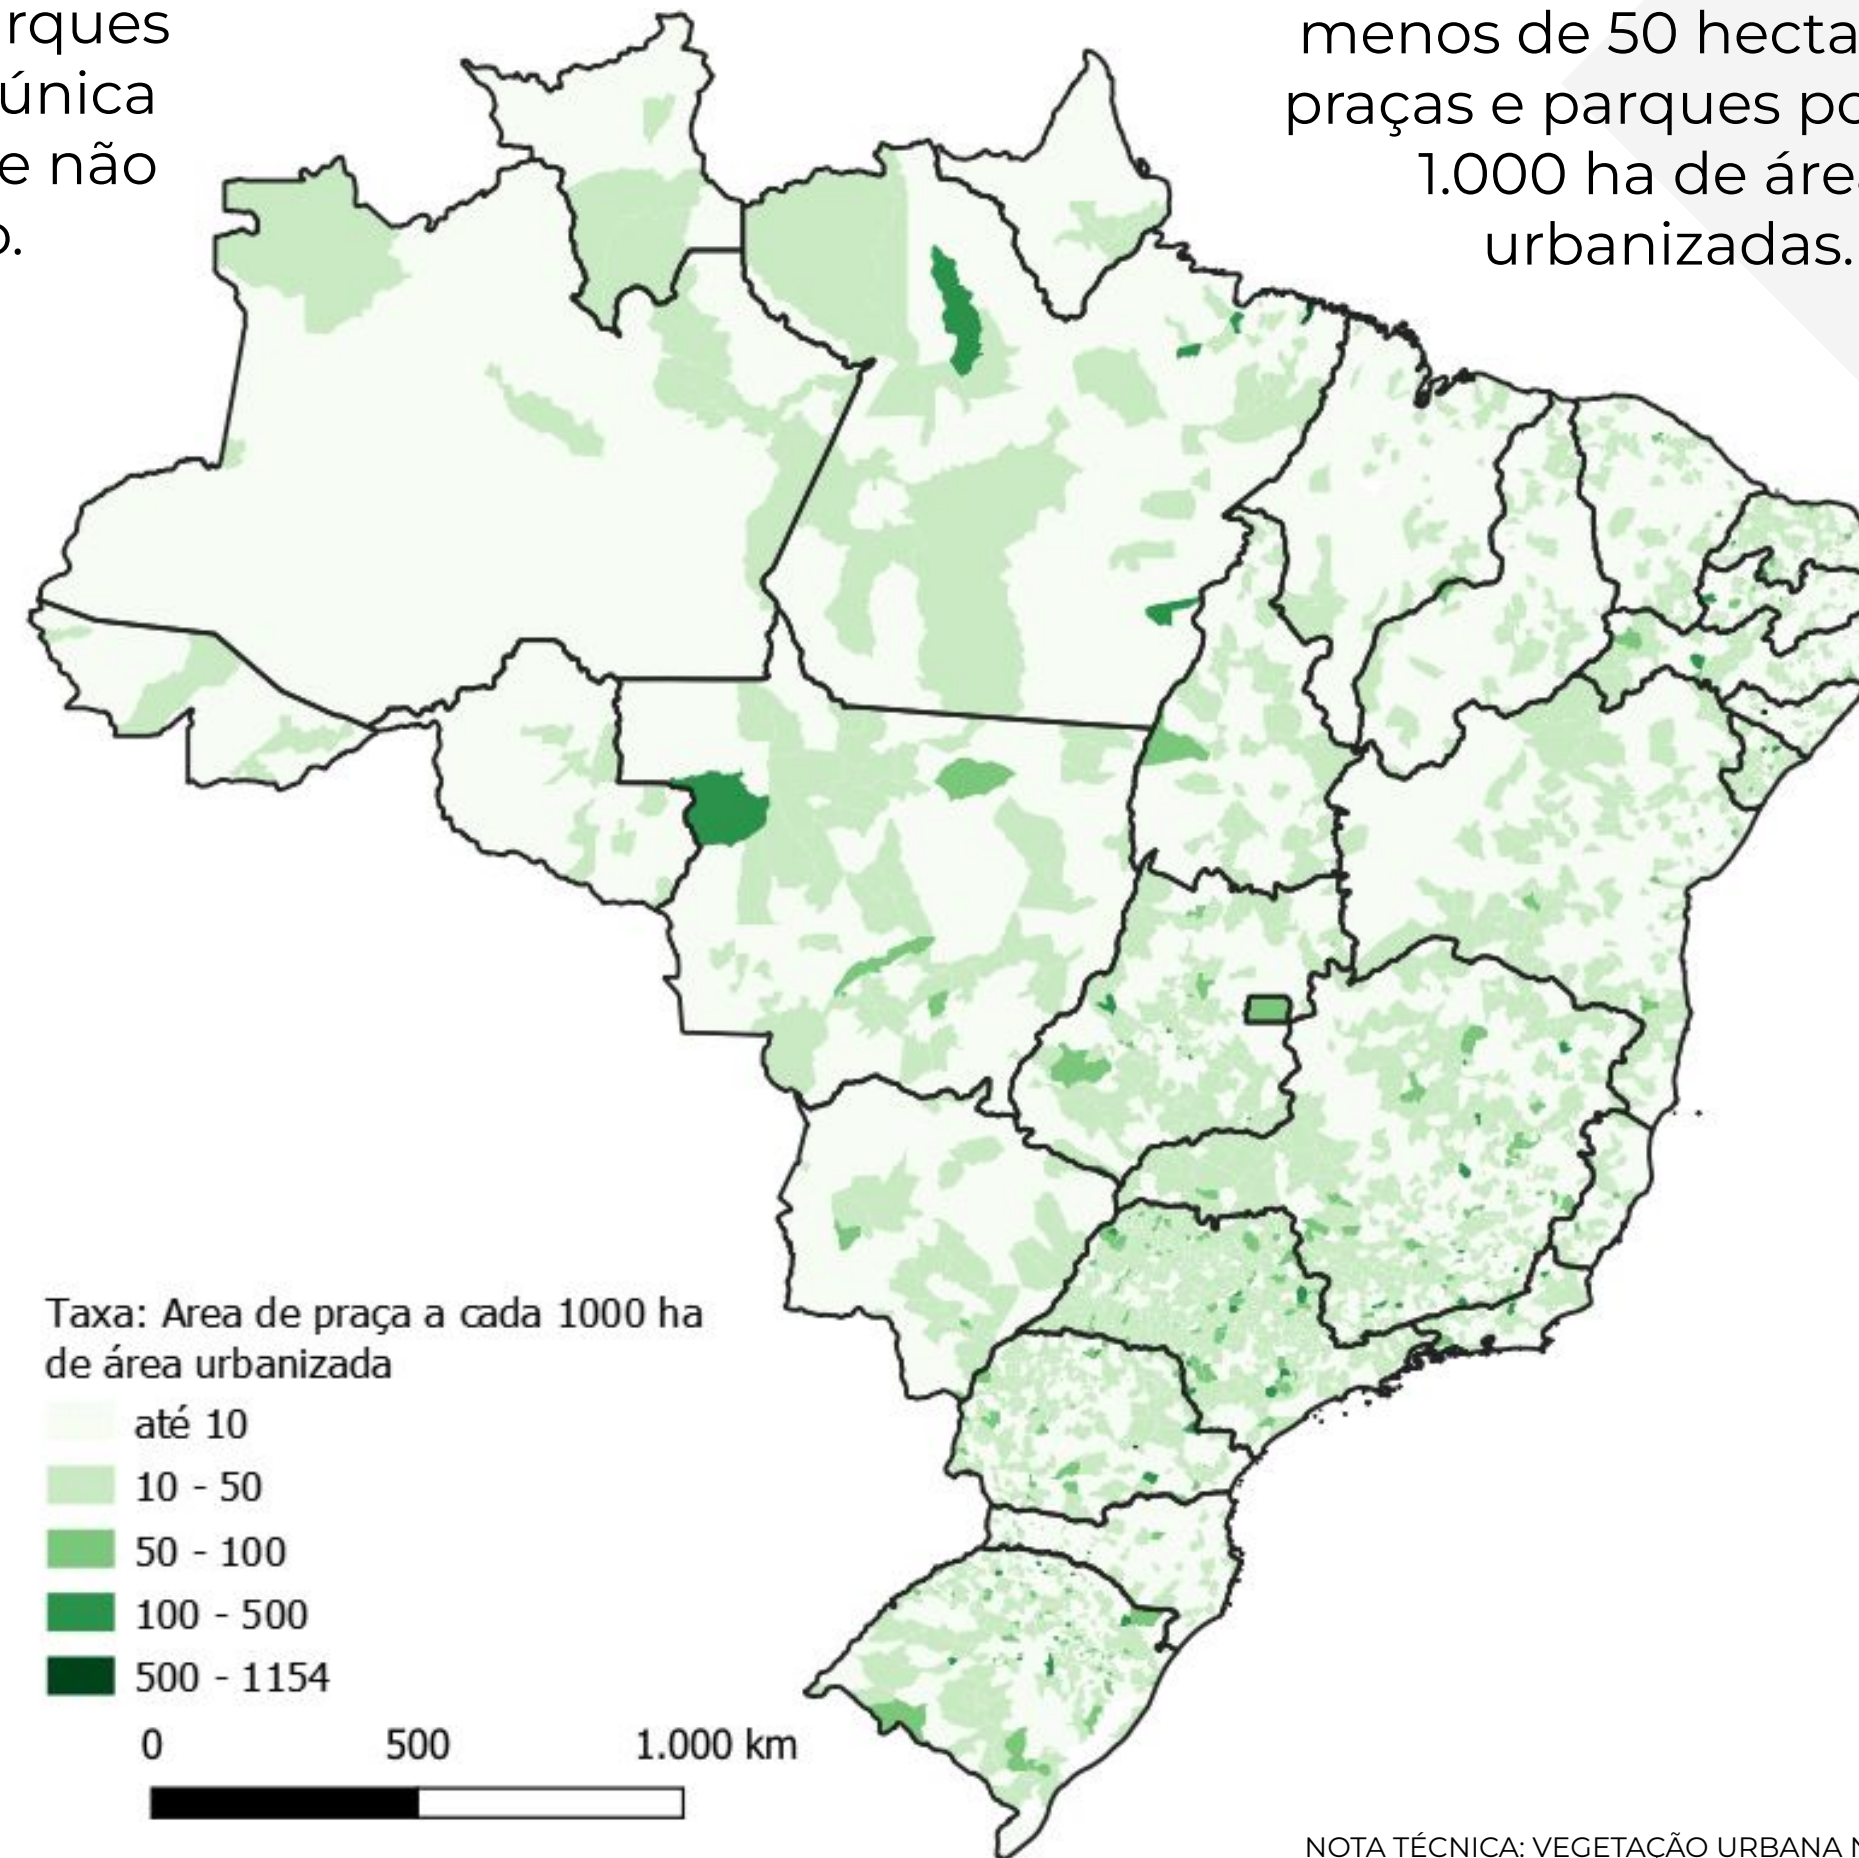 rques
única
e não
o.
menos de 50 hecta
praças e parques po
1.000 ha de áre
urbanizadas.
Taxa: Area de praça a cada 1000 ha
de área urbanizada
até 10
10 - 50
50 - 100
100 - 500
500 - 1154
0 500 1.000 km
NOTA TÉCNICA: VEGETAÇÃO URBANA N